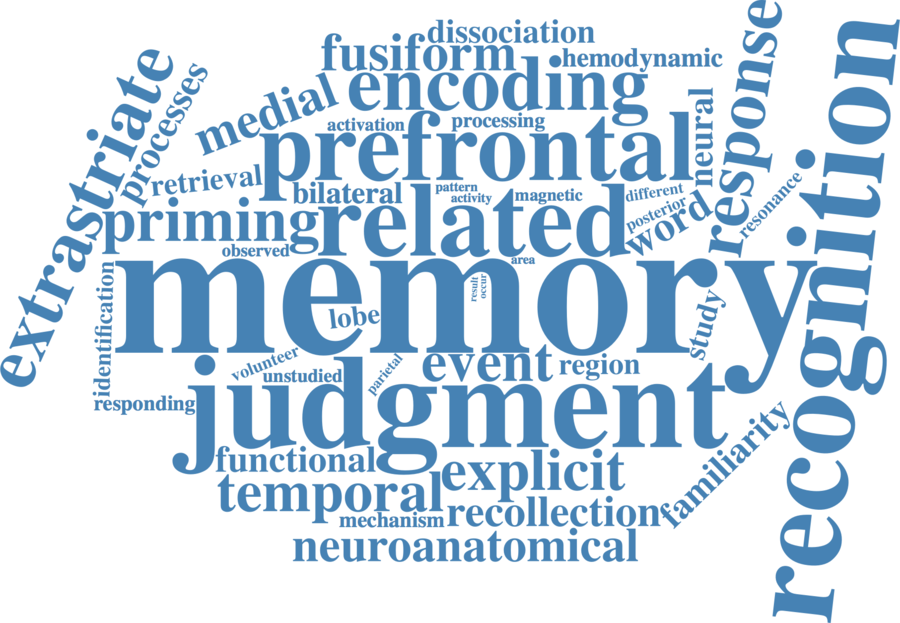 dissociation
fusiform
hemodynamic
encoding
medial
extrastriate
processes
activation
processing
prefrontal
neural
response
recognition
retrieval
bilateral
pattern
activity
magnetic
different
posterior
word
resonance
priming
related
observed
area
memory
identification
lobe
result
occur
study
volunteer
unstudied
parietal
event
region
responding
judgment
familiarity
functional
explicit
temporal
mechanism
recollection
neuroanatomical